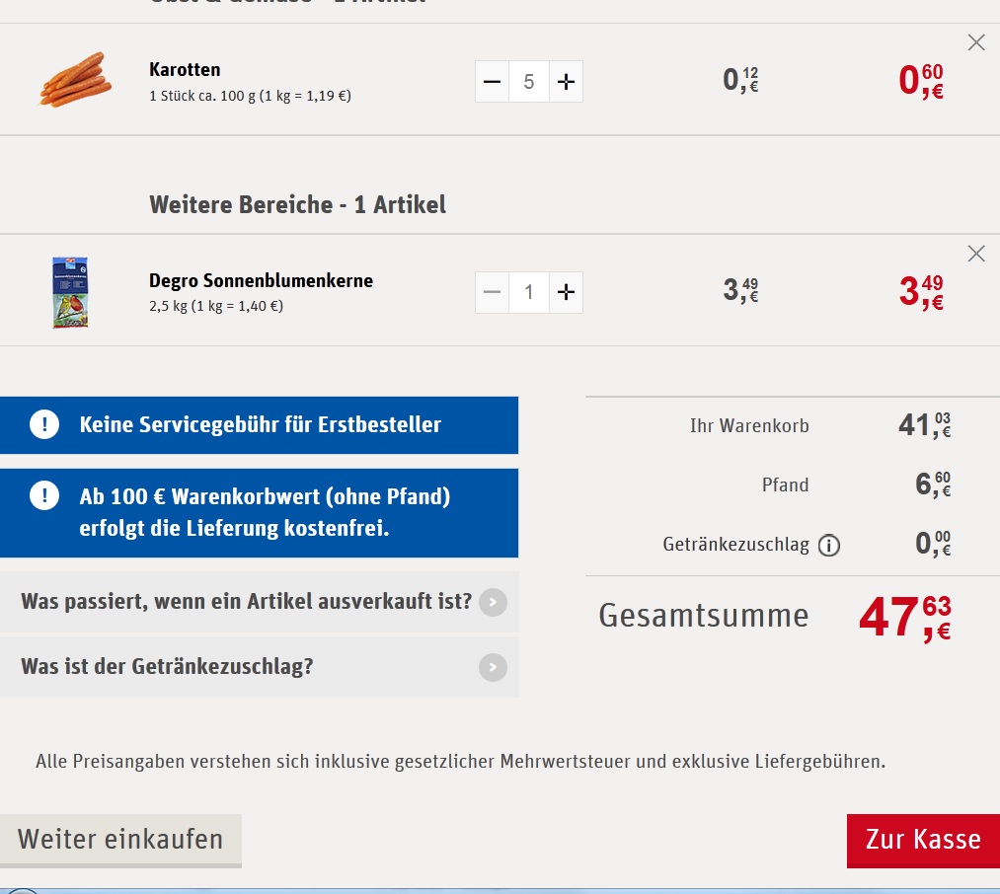 Obst & Gemüse - 1 Artikel
Karotten
1 Stück ca. 100 g (1 kg = 1,19 €)
5
0,12 €
0,60 €
Weitere Bereiche - 1 Artikel
Degro Sonnenblumenkerne
2,5 kg (1 kg = 1,40 €)
1
3,49 €
3,49 €
! Keine Servicegebühr für Erstbesteller
! Ab 100 € Warenkorbwert (ohne Pfand)
erfolgt die Lieferung kostenfrei.
Was passiert, wenn ein Artikel ausverkauft ist?
Was ist der Getränkezuschlag?
Ihr Warenkorb 41,03 €
Pfand 6,60 €
Getränkezuschlag i 0,00 €
Gesamtsumme 47,63 €
Alle Preisangaben verstehen sich inklusive gesetzlicher Mehrwertsteuer und exklusive Liefergebühren.
Weiter einkaufen
Zur Kasse